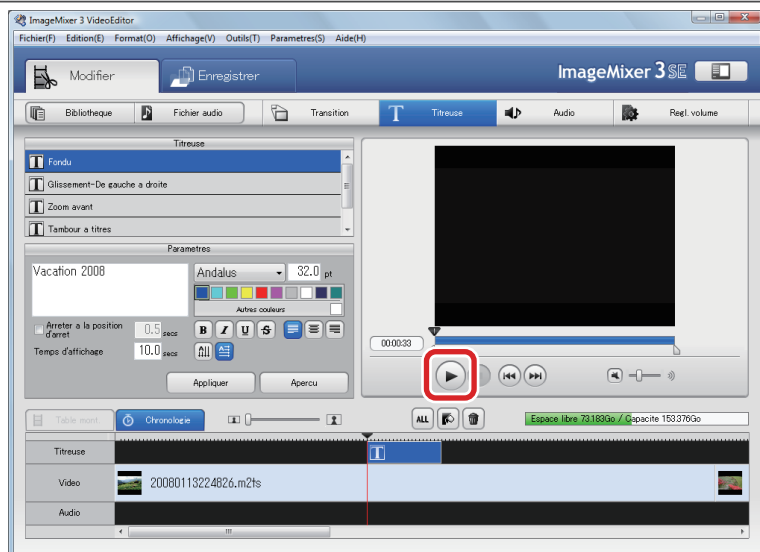 ImageMixer 3 VideoEditor
Fichier(F) Edition(E) Format(O) Affichage(V) Outils(T) Parametres(S) Aide(H)
Modifier Enregistrer ImageMixer 3 SE
Bibliotheque Fichier audio Transition T Titreuse Audio Regl. volume
Titreuse
T Fondu
T Glissement-De gauche a droite
T Zoom avant
T Tambour a titres
Parametres
Vacation 2008 Andalus 32.0 pt
Autres couleurs
Arreter a la position d'arret 0.5 secs B I U S
Temps d'affichage 10.0 secs
Appliquer Apercu
00:00:33
Table mont. Chronologie ALL Espace libre 73.183Go / Capacite 153.376Go
Titreuse T
Video 20080113224826.m2ts
Audio